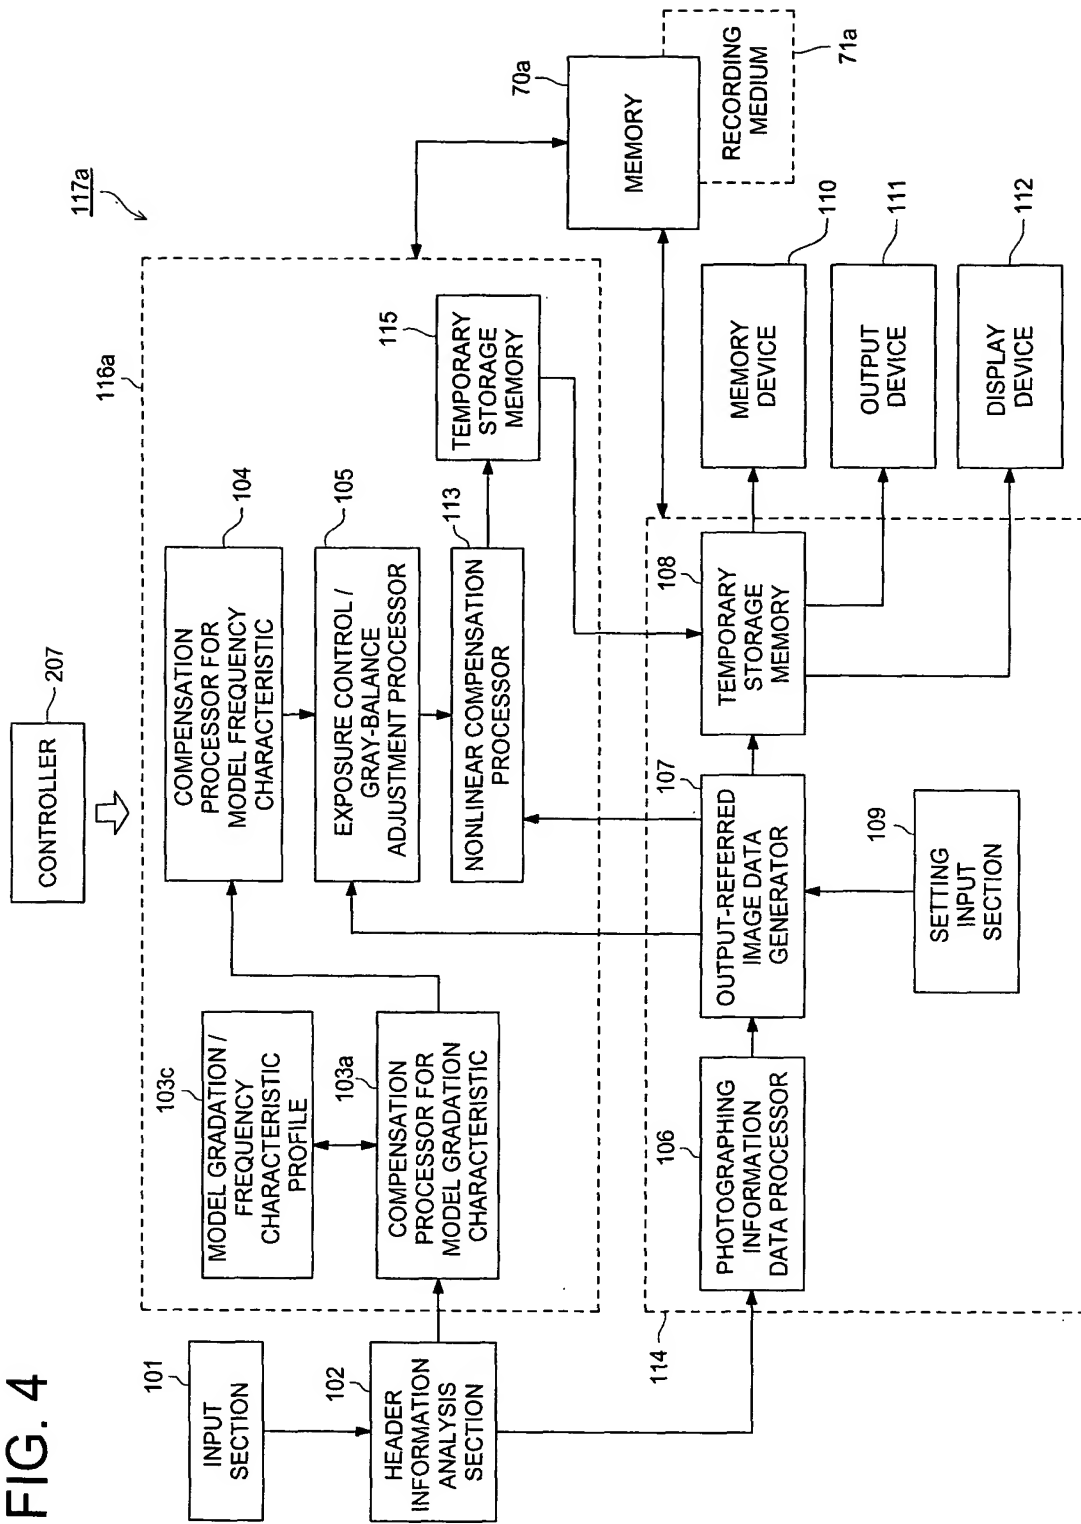 FIG. 4
117a
207
CONTROLLER
116a
101
INPUT
SECTION
102
HEADER
INFORMATION
ANALYSIS
SECTION
103c
MODEL GRADATION /
FREQUENCY
CHARACTERISTIC
PROFILE
103a
COMPENSATION
PROCESSOR FOR
MODEL GRADATION
CHARACTERISTIC
104
COMPENSATION
PROCESSOR FOR
MODEL FREQUENCY
CHARACTERISTIC
105
EXPOSURE CONTROL /
GRAY-BALANCE
ADJUSTMENT PROCESSOR
113
NONLINEAR COMPENSATION
PROCESSOR
115
TEMPORARY
STORAGE
MEMORY
70a
MEMORY
RECORDING
MEDIUM
71a
114
106
PHOTOGRAPHING
INFORMATION
DATA PROCESSOR
107
OUTPUT-REFERRED
IMAGE DATA
GENERATOR
108
TEMPORARY
STORAGE
MEMORY
109
SETTING
INPUT
SECTION
110
MEMORY
DEVICE
111
OUTPUT
DEVICE
112
DISPLAY
DEVICE